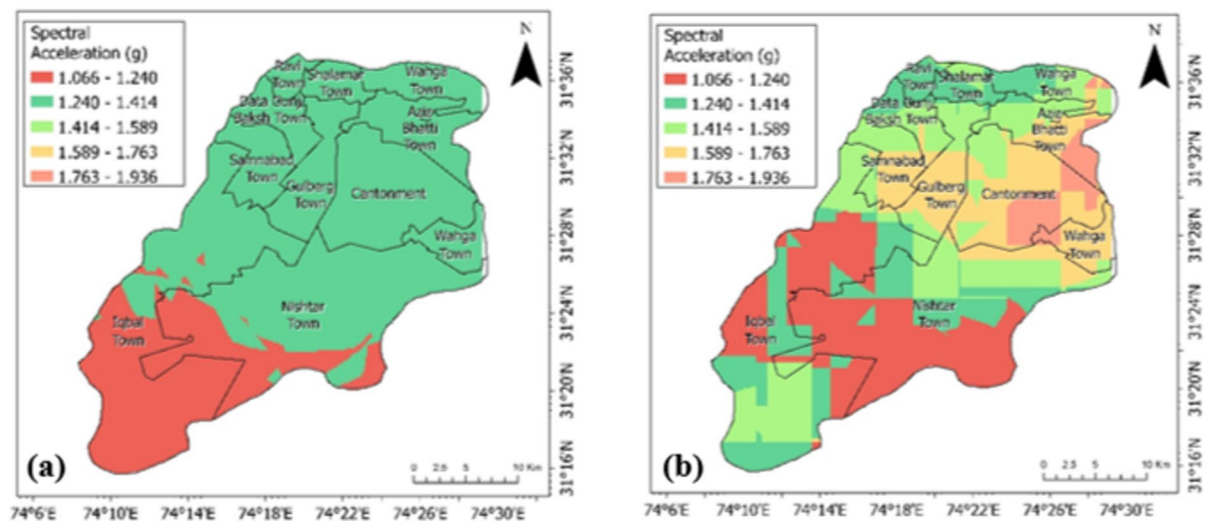 Spectral
Acceleration (g)
1.066 - 1.240
1.240 - 1.414
1.414 - 1.589
1.589 - 1.763
1.763 - 1.936
N
Ravi
Town
Shalamar
Town
Wahga
Town
Data Gunj
Baksh Town
Aziz
Bhatti
Town
Samnabad
Town
Gulberg
Town
Cantonment
Wahga
Town
Nishtar
Town
Iqbal
Town
31°36'N
31°32'N
31°28'N
31°24'N
31°20'N
31°16'N
(a)
0 2.5 5 10 Km
74°6'E 74°10'E 74°14'E 74°18'E 74°22'E 74°26'E 74°30'E
Spectral
Acceleration (g)
1.066 - 1.240
1.240 - 1.414
1.414 - 1.589
1.589 - 1.763
1.763 - 1.936
N
Ravi
Town
Shalamar
Town
Wahga
Town
Data Gunj
Baksh Town
Aziz
Bhatti
Town
Samnabad
Town
Gulberg
Town
Cantonment
Wahga
Town
Nishtar
Town
Iqbal
Town
31°36'N
31°32'N
31°28'N
31°24'N
31°20'N
31°16'N
(b)
0 2.5 5 10 Km
74°6'E 74°10'E 74°14'E 74°18'E 74°22'E 74°26'E 74°30'E